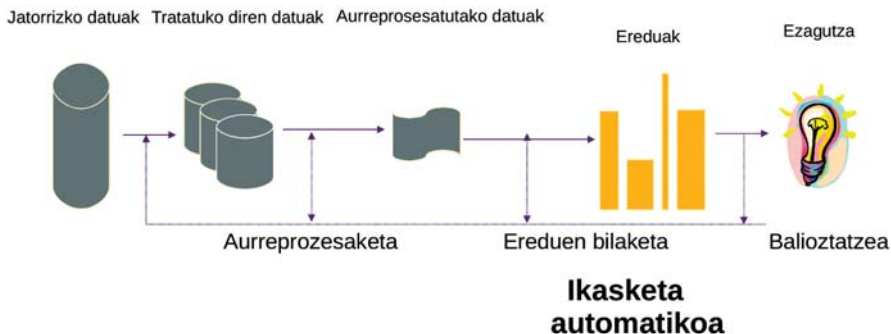 Jatorrizko datuak
Tratatuko diren datuak
Aurreprosesatutako datuak
Ereduak
Ezagutza
Aurreprozesaketa
Ereduen bilaketa
Balioztatzea
Ikasketa
automatikoa